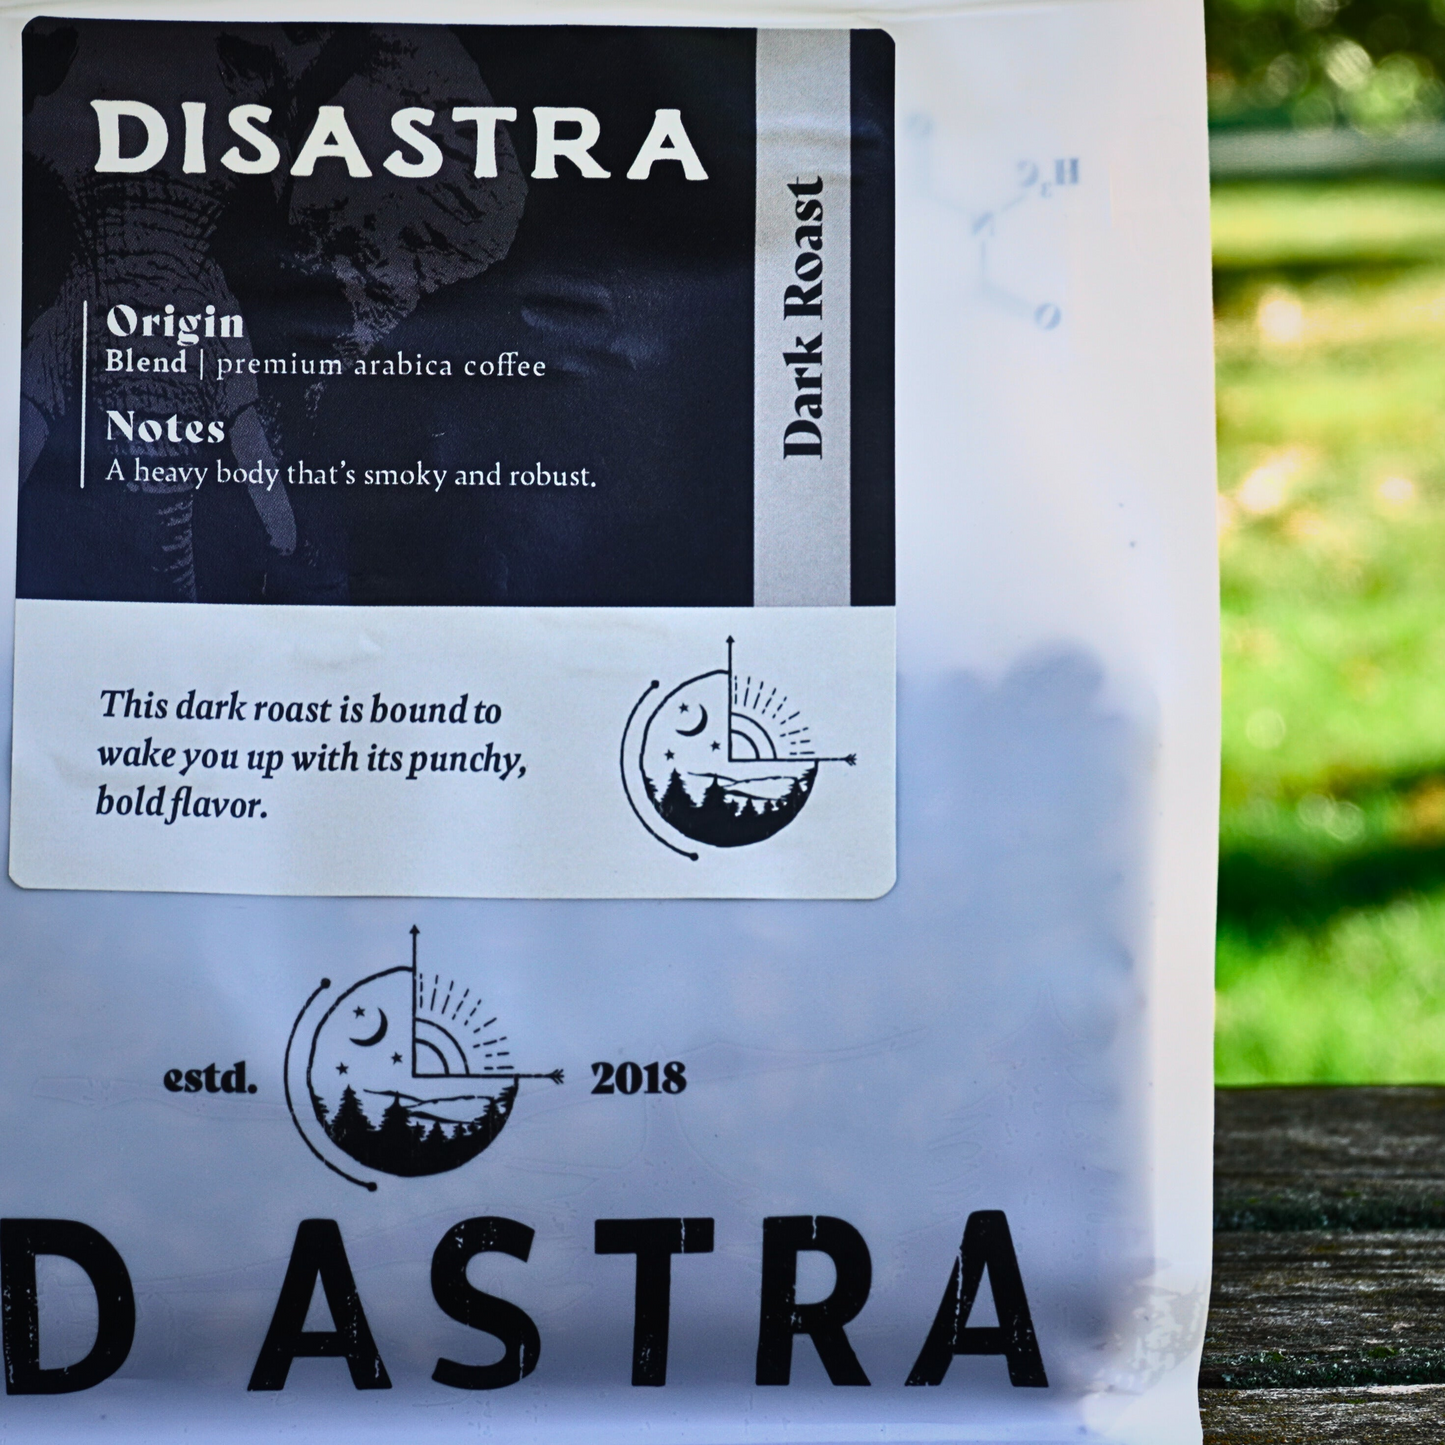 DISASTRA
Dark Roast
Origin
Blend | premium arabica coffee
Notes
A heavy body that's smoky and robust.
This dark roast is bound to
wake you up with its punchy,
bold flavor.
estd. 2018
D ASTRA
H₃C
N
O